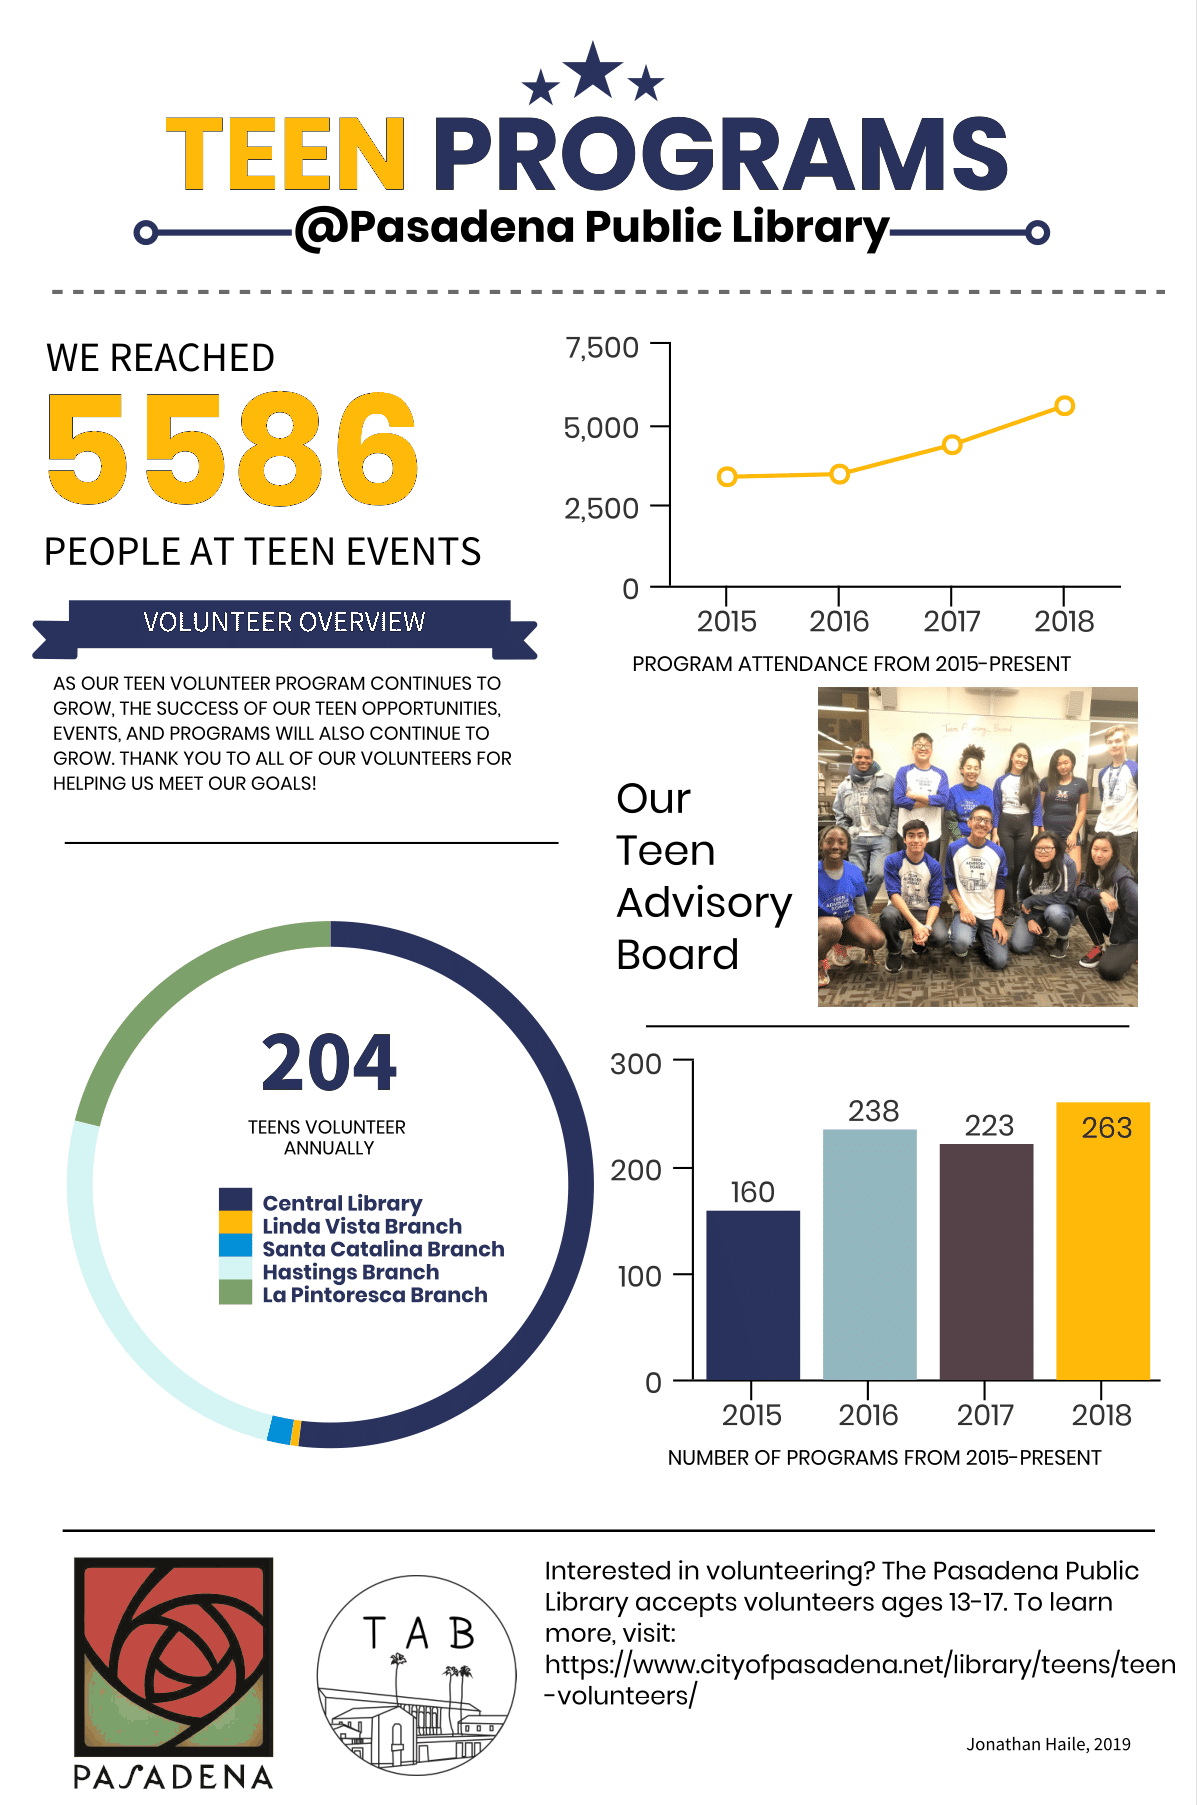 TEEN PROGRAMS
@Pasadena Public Library
WE REACHED
5586
PEOPLE AT TEEN EVENTS
VOLUNTEER OVERVIEW
AS OUR TEEN VOLUNTEER PROGRAM CONTINUES TO
GROW, THE SUCCESS OF OUR TEEN OPPORTUNITIES,
EVENTS, AND PROGRAMS WILL ALSO CONTINUE TO
GROW. THANK YOU TO ALL OF OUR VOLUNTEERS FOR
HELPING US MEET OUR GOALS!
7,500
5,000
2,500
0
2015 2016 2017 2018
PROGRAM ATTENDANCE FROM 2015-PRESENT
Our
Teen
Advisory
Board
204
TEENS VOLUNTEER
ANNUALLY
Central Library
Linda Vista Branch
Santa Catalina Branch
Hastings Branch
La Pintoresca Branch
300
200
100
0
160
238
223
263
2015 2016 2017 2018
NUMBER OF PROGRAMS FROM 2015-PRESENT
PASADENA
TAB
Interested in volunteering? The Pasadena Public
Library accepts volunteers ages 13-17. To learn
more, visit:
https://www.cityofpasadena.net/library/teens/teen
-volunteers/
Jonathan Haile, 2019